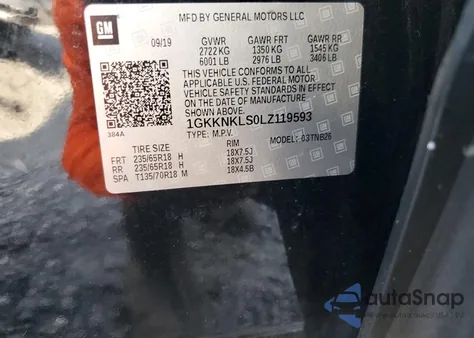 MFD BY GENERAL MOTORS LLC
GM
09/19 GVWR GAWR FRT GAWR RR
2722 KG 1350 KG 1545 KG
6001 LB 2976 LB 3406 LB
THIS VEHICLE CONFORMS TO ALL
APPLICABLE U.S. FEDERAL MOTOR
VEHICLE SAFETY STANDARDS IN EFFECT
ON THE DATE OF MANUFACTURE
SHOWN ABOVE.
1GKKNKLS0LZ119593
384A TYPE: M.P.V. MODEL: 03TNB26
TIRE SIZE RIM
FRT 235/65R18 H 18X7.5J
RR 235/65R18 H 18X7.5J
SPA T135/70R18 M 18X4.5B
autoSnap